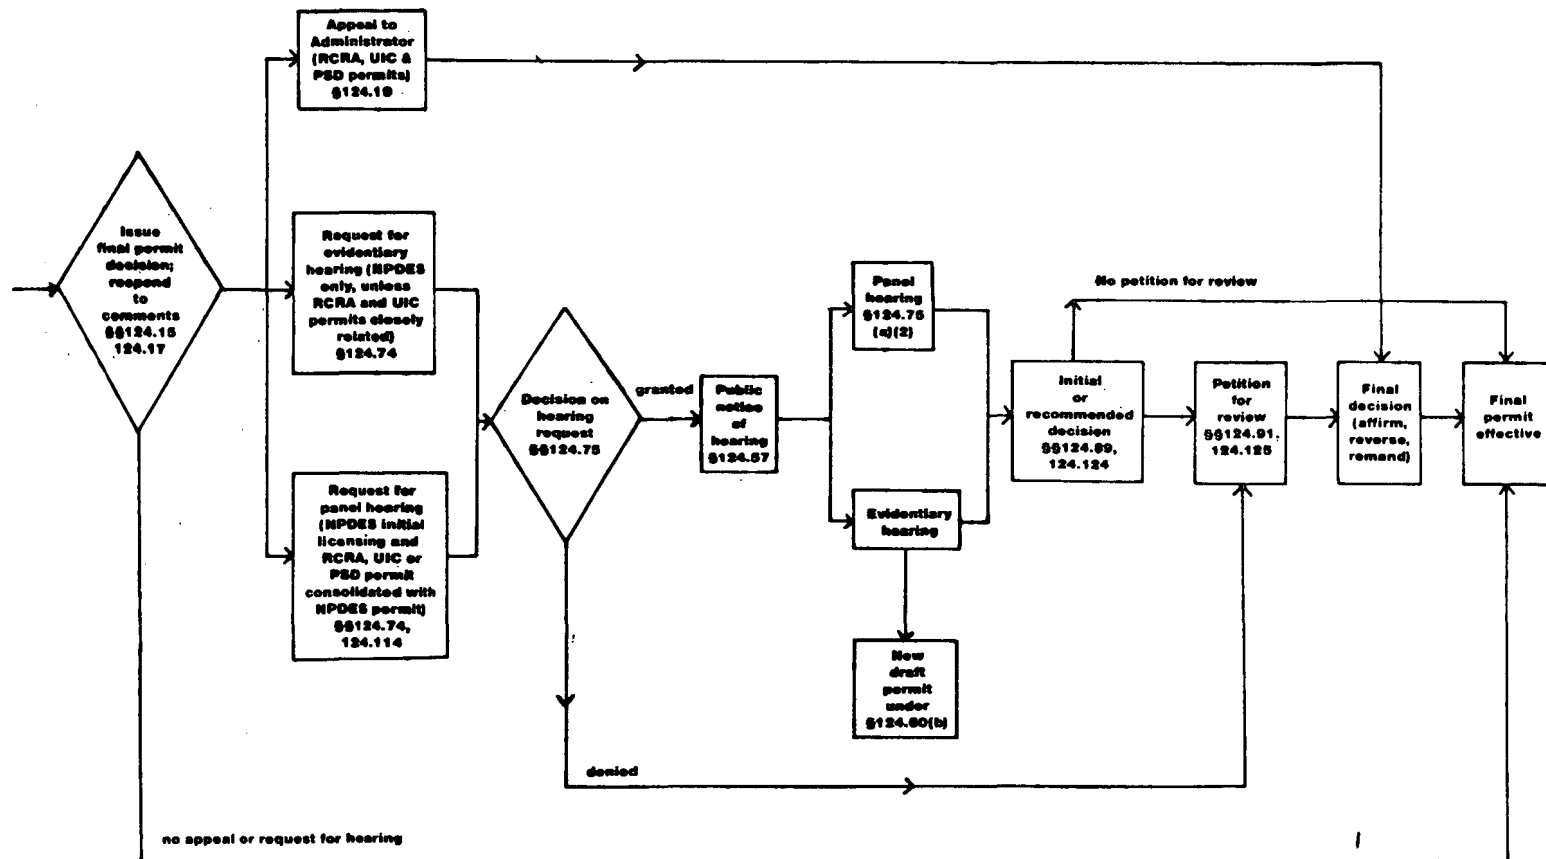 Appeal to
Administrator
(RCRA, UIC &
PSD permits)
§124.19
Issue
final permit
decision;
respond
to
comments
§§124.15
124.17
Request for
evidentiary
hearing (NPDES
only, unless
RCRA and UIC
permits closely
related)
§124.74
Request for
panel hearing
(NPDES initial
licensing and
RCRA, UIC or
PSD permit
consolidated with
NPDES permit)
§§124.74,
124.114
Decision on
hearing
request
§§124.75
granted
Public
notice
of
hearing
§124.57
Panel
hearing
§124.75
(a)(2)
Evidentiary
hearing
New
draft
permit
under
§124.60(b)
No petition for review
Initial
or
recommended
decision
§§124.89,
124.124
Petition
for
review
§§124.91,
124.125
Final
decision
(affirm,
reverse,
remand)
Final
permit
effective
denied
no appeal or request for hearing